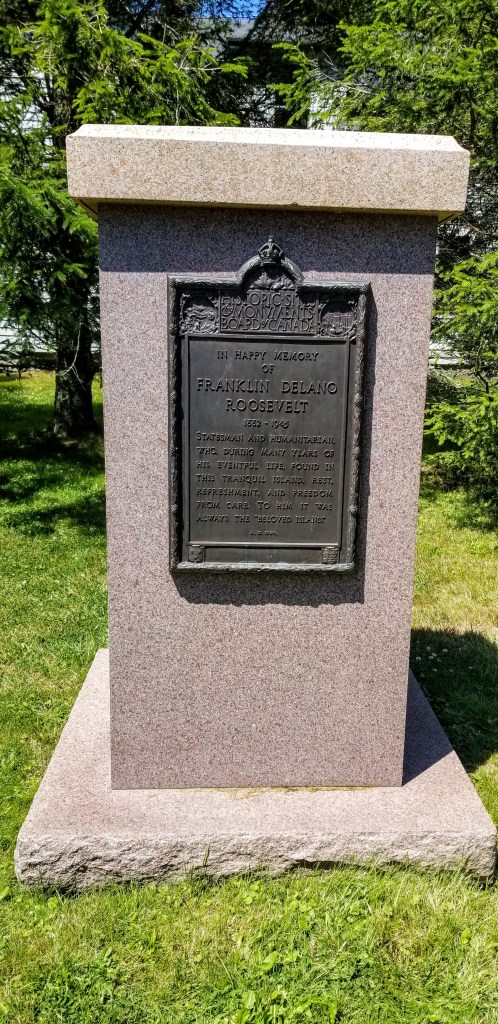 HISTORIC SITES
& MONUMENTS
BOARD OF CANADA
IN HAPPY MEMORY
OF
FRANKLIN DELANO
ROOSEVELT
1882 - 1945
STATESMAN AND HUMANITARIAN,
WHO, DURING MANY YEARS OF
HIS EVENTFUL LIFE, FOUND IN
THIS TRANQUIL ISLAND, REST,
REFRESHMENT, AND FREEDOM
FROM CARE. TO HIM IT WAS
ALWAYS THE "BELOVED ISLAND."